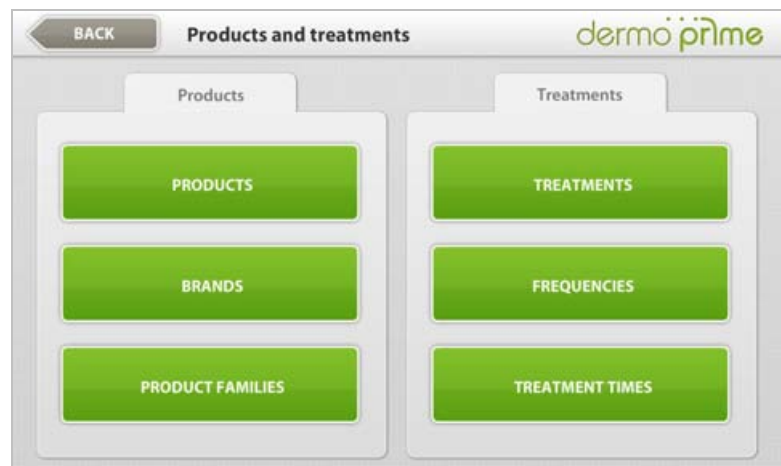 BACK
Products and treatments
dermo prime
Products
Treatments
PRODUCTS
TREATMENTS
BRANDS
FREQUENCIES
PRODUCT FAMILIES
TREATMENT TIMES